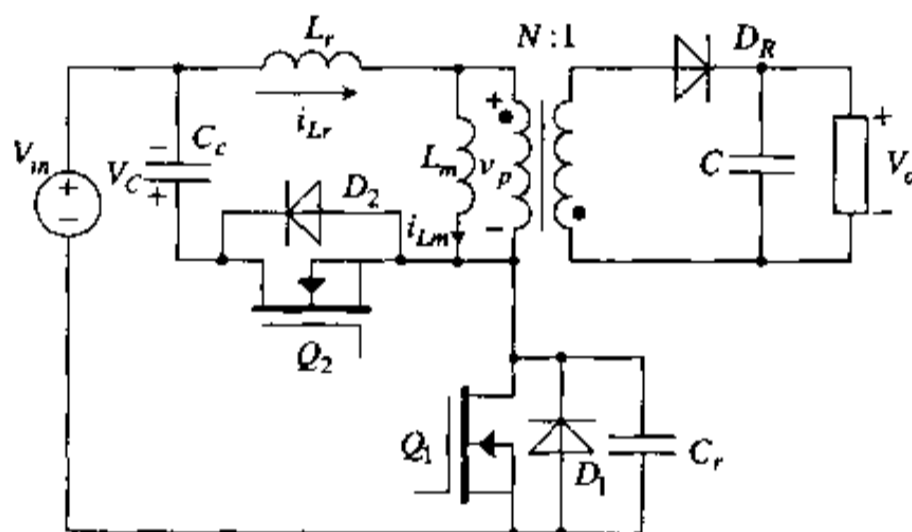 L_r
N:1
D_R
+
i_Lr
+
V_in
+
−
−
C_c
V_C
+
L_m
v_p
−
D_2
i_Lm
C
V_o
−
Q_2
Q_1
D_1
C_r